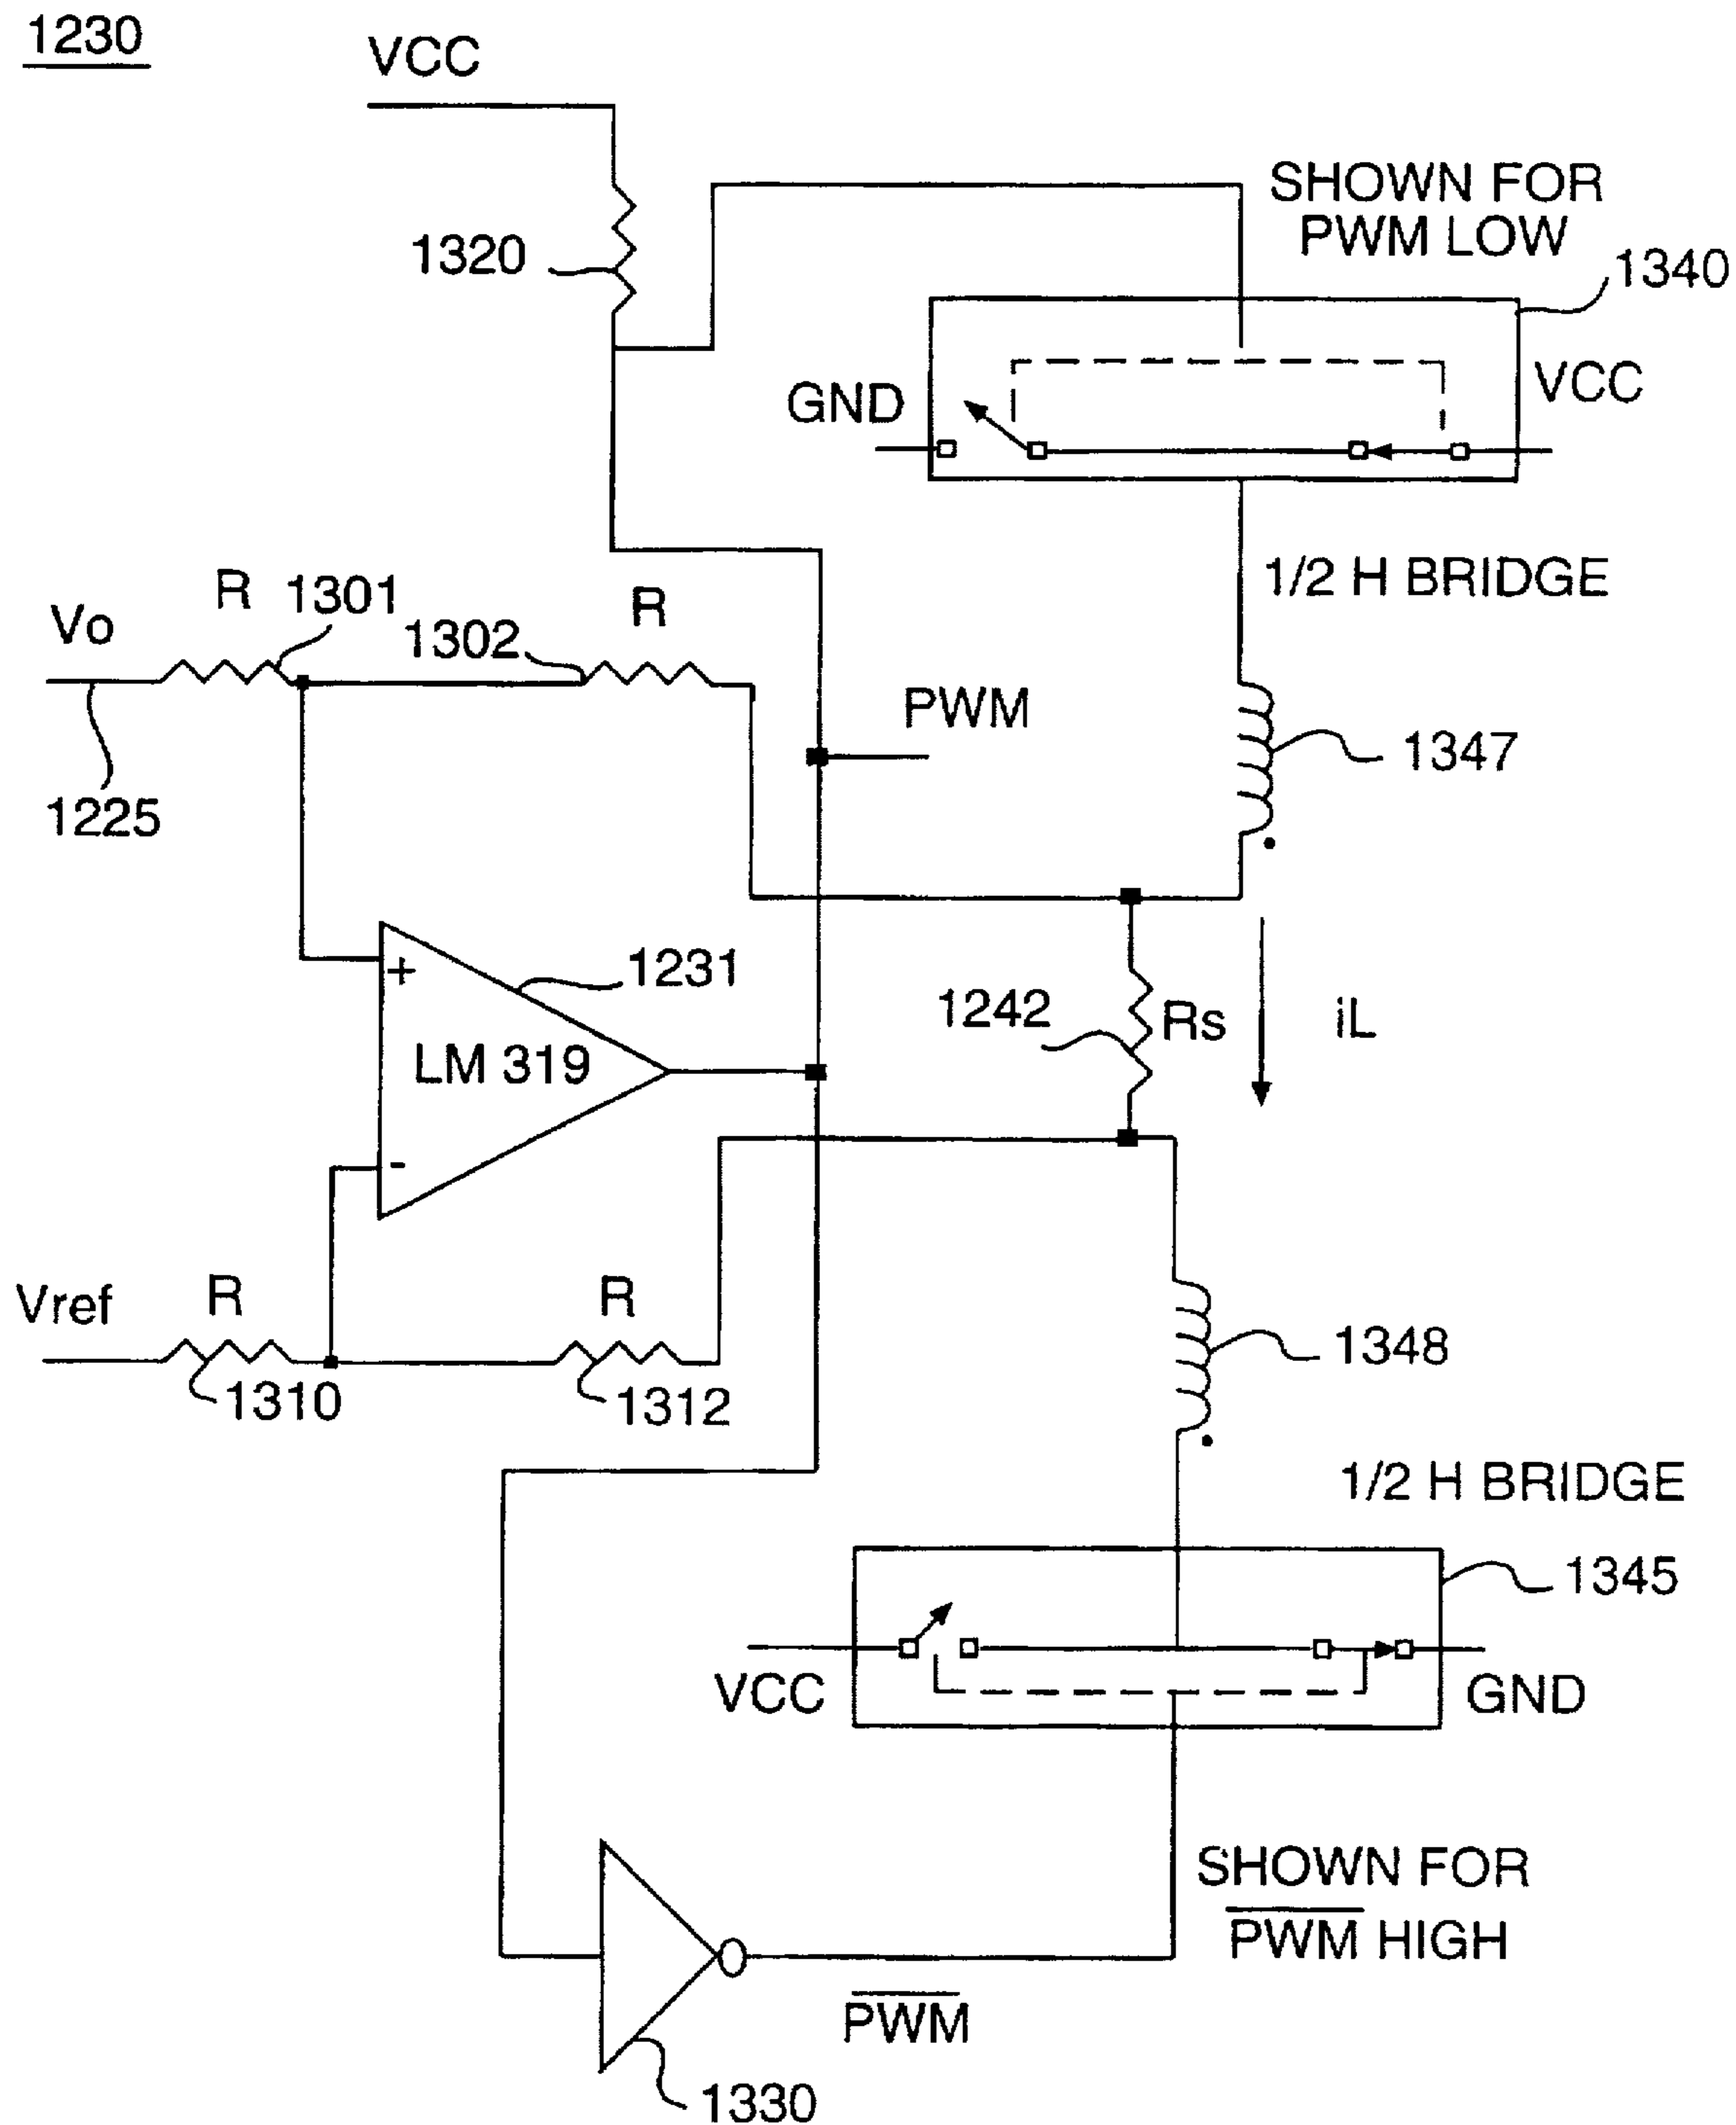 1230
VCC
SHOWN FOR
PWM LOW
1320
1340
GND
VCC
1/2 H BRIDGE
R
1301
R
Vo
1302
PWM
1347
1225
+
1231
1242
Rs
iL
LM 319
-
Vref
R
R
1348
1310
1312
1/2 H BRIDGE
1345
VCC
GND
SHOWN FOR
P̅W̅M̅ HIGH
P̅W̅M̅
1330